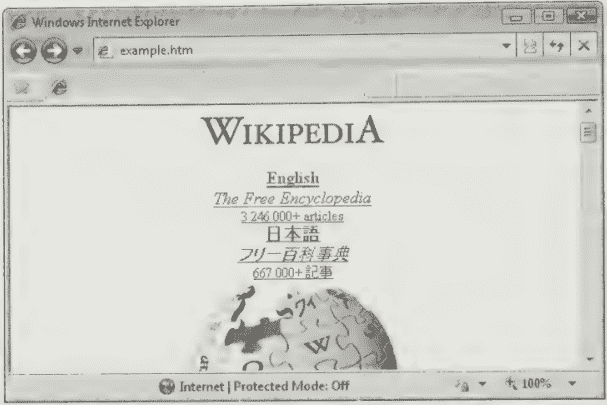 Windows Internet Explorer
example.htm
WIKIPEDIA
English
The Free Encyclopedia
3 246 000+ articles
日本語
フリー百科事典
667 000+ 記事
W
Internet | Protected Mode: Off
100%